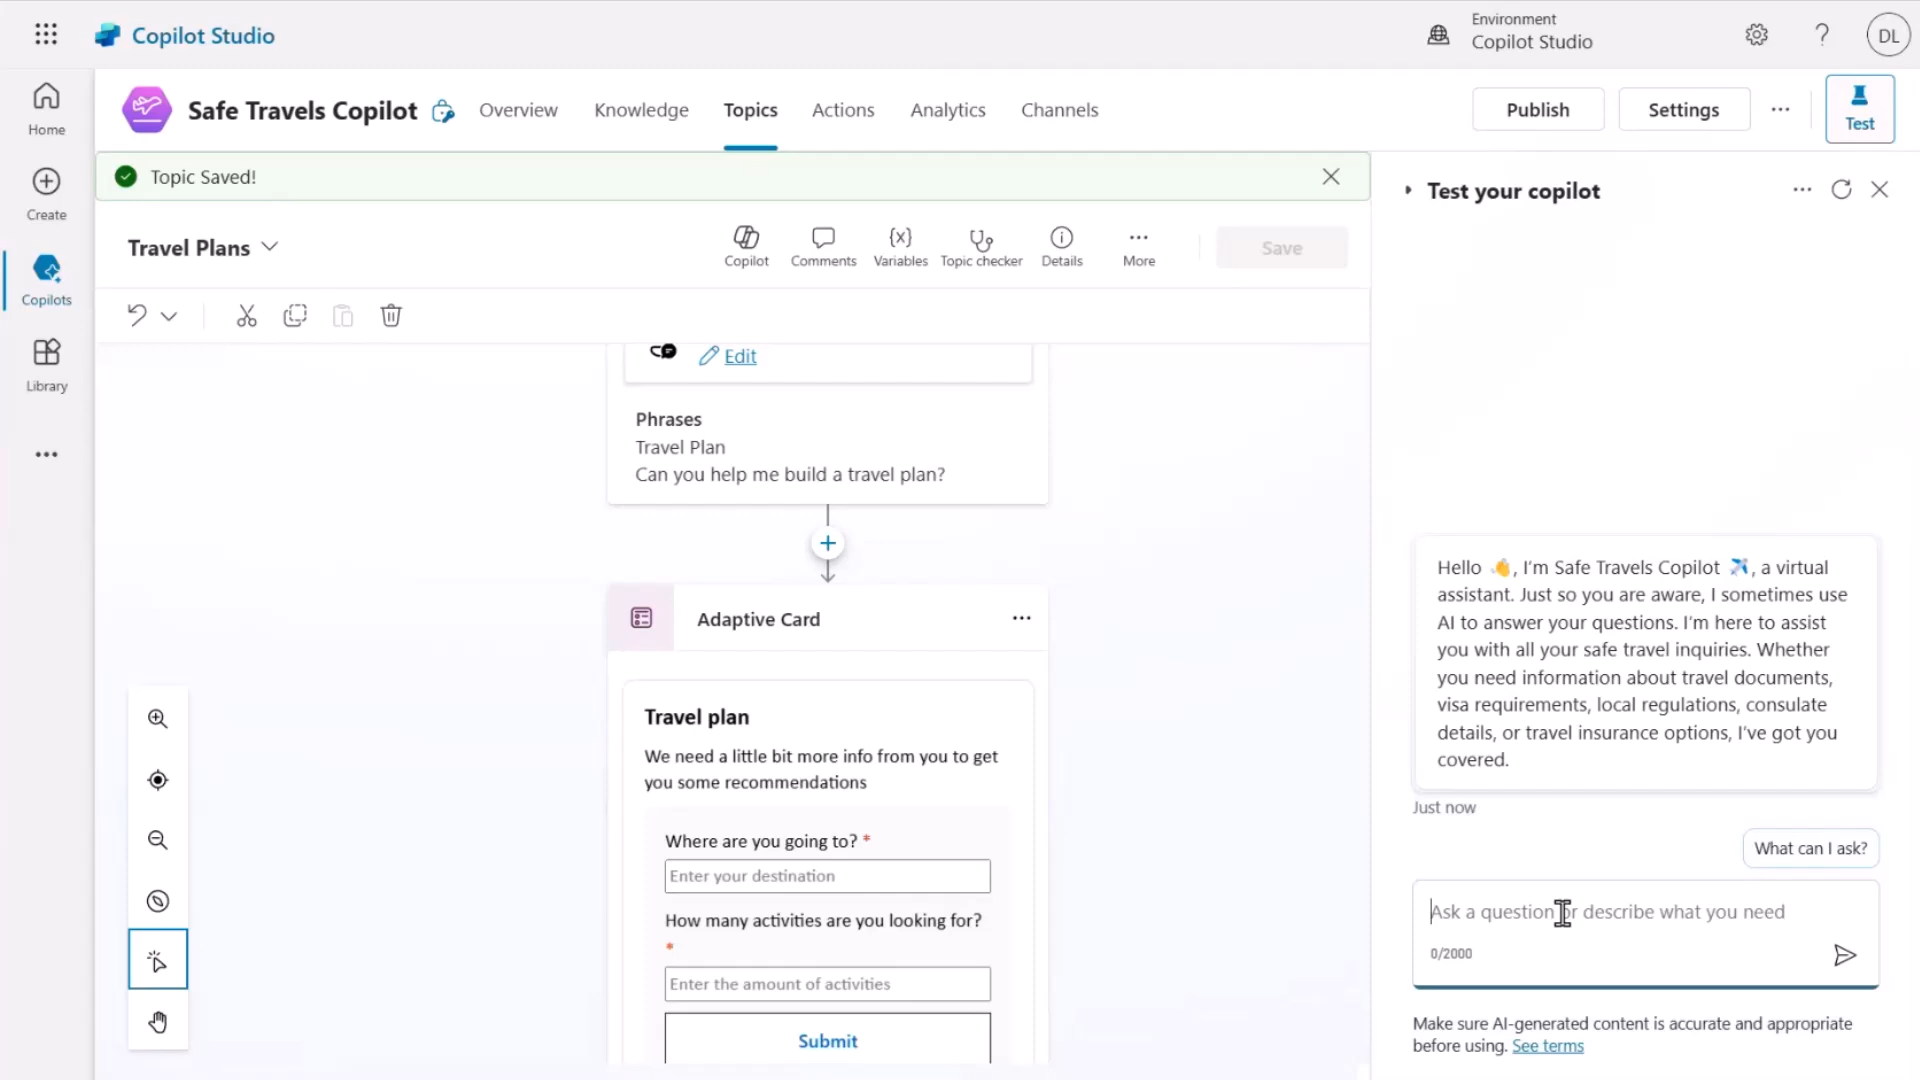 Copilot Studio
Environment
Copilot Studio
DL
Home
Create
Copilots
Library
Safe Travels Copilot
Overview
Knowledge
Topics
Actions
Analytics
Channels
Publish
Settings
Test
Topic Saved!
Travel Plans
Copilot
Comments
{x}
Variables
Topic checker
Details
More
Save
Edit
Phrases
Travel Plan
Can you help me build a travel plan?
Adaptive Card
Travel plan
We need a little bit more info from you to get
you some recommendations
Where are you going to? *
Enter your destination
How many activities are you looking for?
*
Enter the amount of activities
Submit
Test your copilot
Hello 👋, I'm Safe Travels Copilot ✈️, a virtual
assistant. Just so you are aware, I sometimes use
AI to answer your questions. I'm here to assist
you with all your safe travel inquiries. Whether
you need information about travel documents,
visa requirements, local regulations, consulate
details, or travel insurance options, I've got you
covered.
Just now
What can I ask?
Ask a question or describe what you need
0/2000
Make sure AI-generated content is accurate and appropriate
before using. See terms